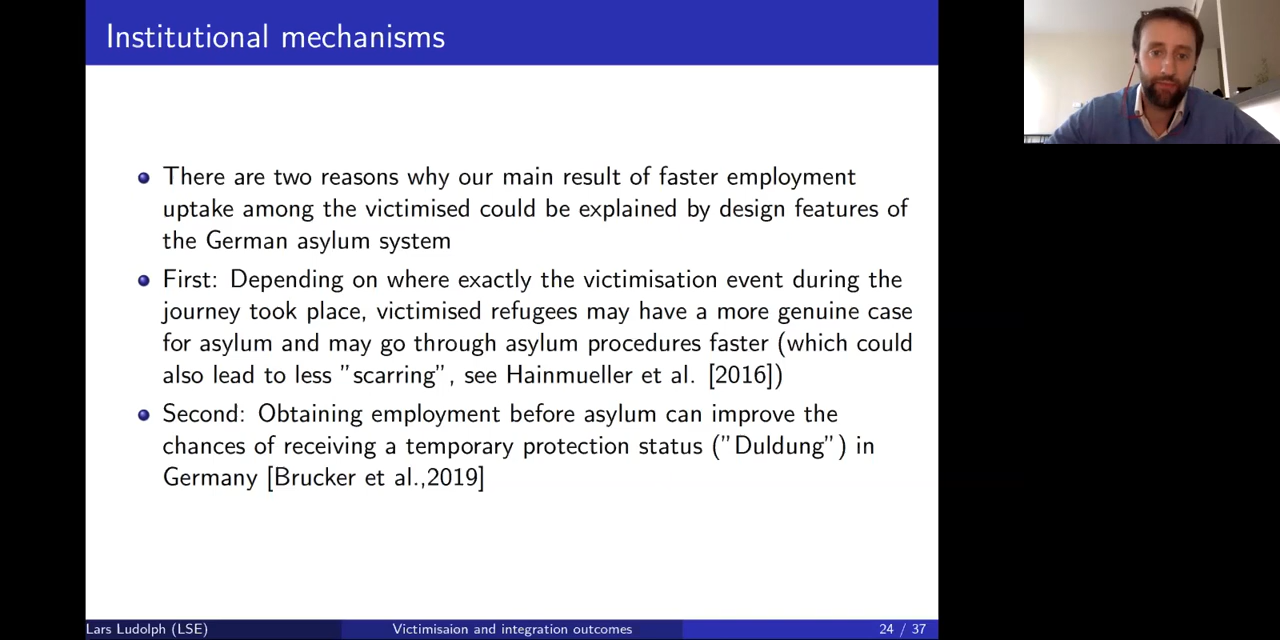 Institutional mechanisms
There are two reasons why our main result of faster employment
uptake among the victimised could be explained by design features of
the German asylum system
First: Depending on where exactly the victimisation event during the
journey took place, victimised refugees may have a more genuine case
for asylum and may go through asylum procedures faster (which could
also lead to less "scarring", see Hainmueller et al. [2016])
Second: Obtaining employment before asylum can improve the
chances of receiving a temporary protection status ("Duldung") in
Germany [Brucker et al.,2019]
Lars Ludolph (LSE)
Victimisaion and integration outcomes
24 / 37